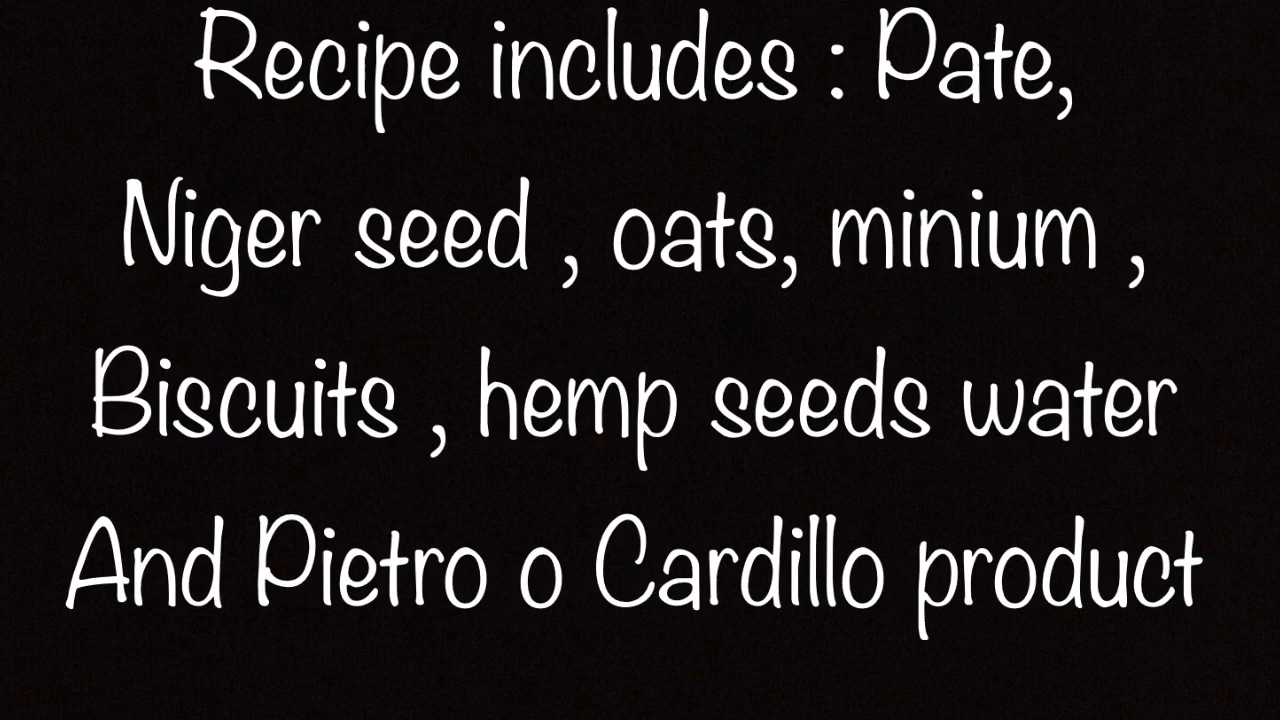 Recipe includes : Pate,
Niger seed , oats, minium ,
Biscuits , hemp seeds water
And Pietro o Cardillo product